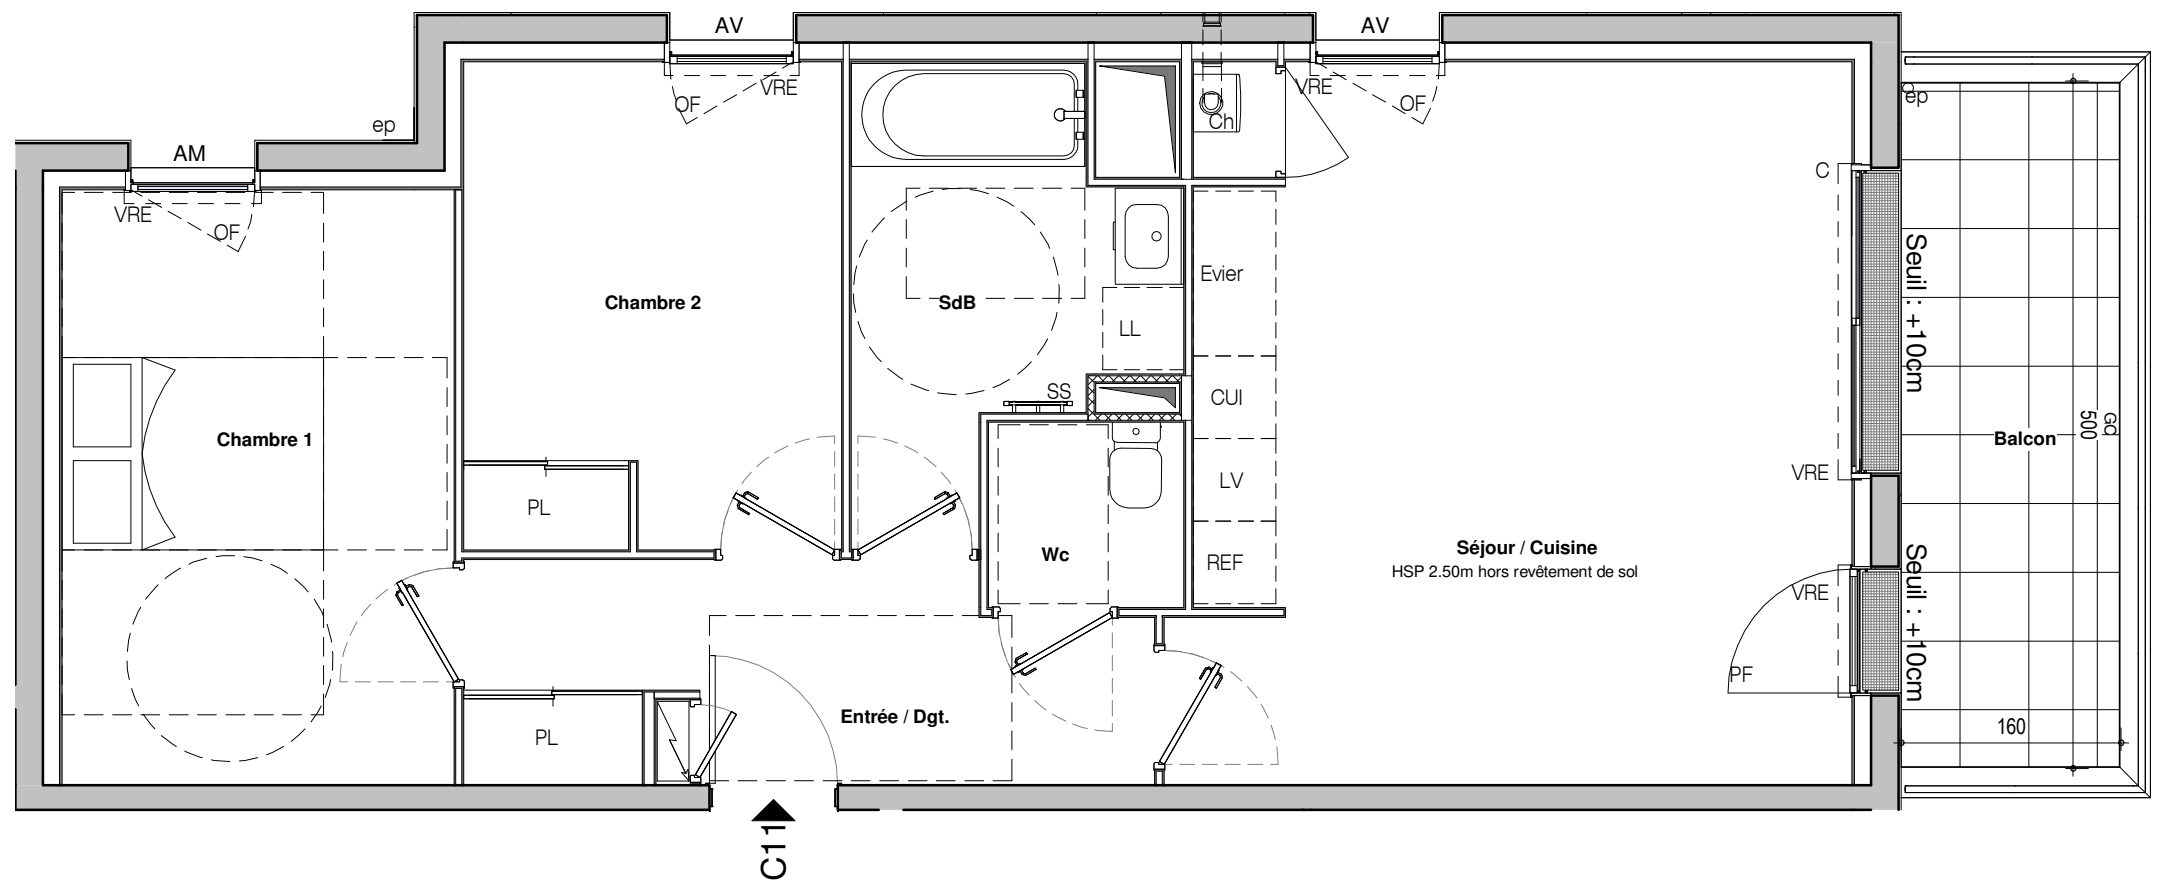 AV
AV
VRE
OF
VRE
OF
Ch
ep
ep
AM
VRE
OF
C
Evier
Seuil : +10cm
Chambre 2
SdB
LL
SS
CUI
Chambre 1
Balcon
500
GC
VRE
LV
PL
Wc
REF
Séjour / Cuisine
HSP 2.50m hors revêtement de sol
VRE
Seuil : +10cm
PF
Entrée / Dgt.
PL
160
C11